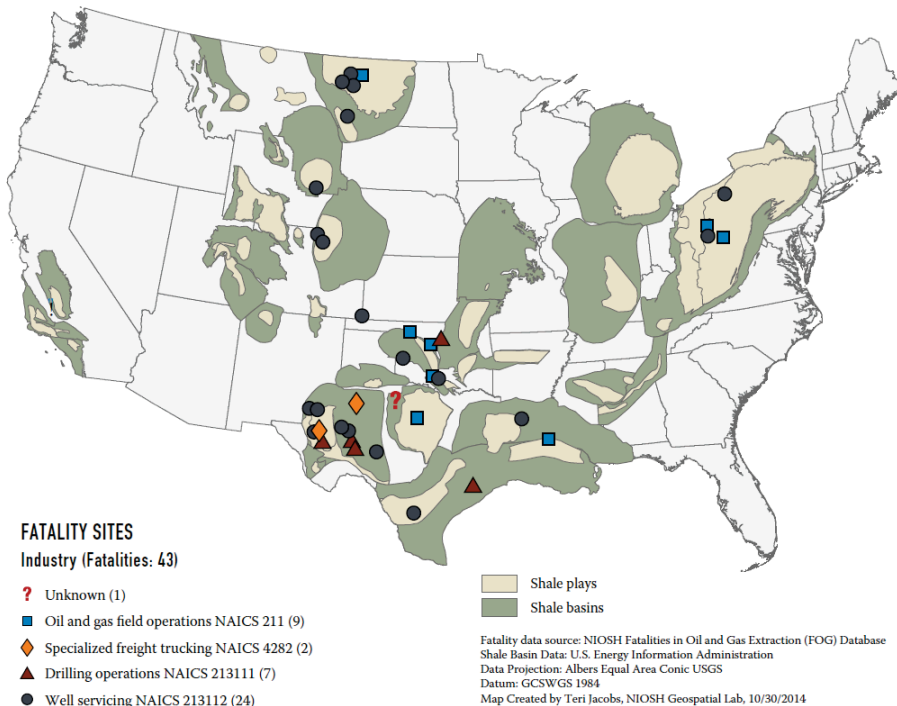 ?
!
FATALITY SITES
Industry (Fatalities: 43)
? Unknown (1)
Oil and gas field operations NAICS 211 (9)
Specialized freight trucking NAICS 4282 (2)
Drilling operations NAICS 213111 (7)
Well servicing NAICS 213112 (24)
Shale plays
Shale basins
Fatality data source: NIOSH Fatalities in Oil and Gas Extraction (FOG) Database
Shale Basin Data: U.S. Energy Information Administration
Data Projection: Albers Equal Area Conic USGS
Datum: GCSWGS 1984
Map Created by Teri Jacobs, NIOSH Geospatial Lab, 10/30/2014